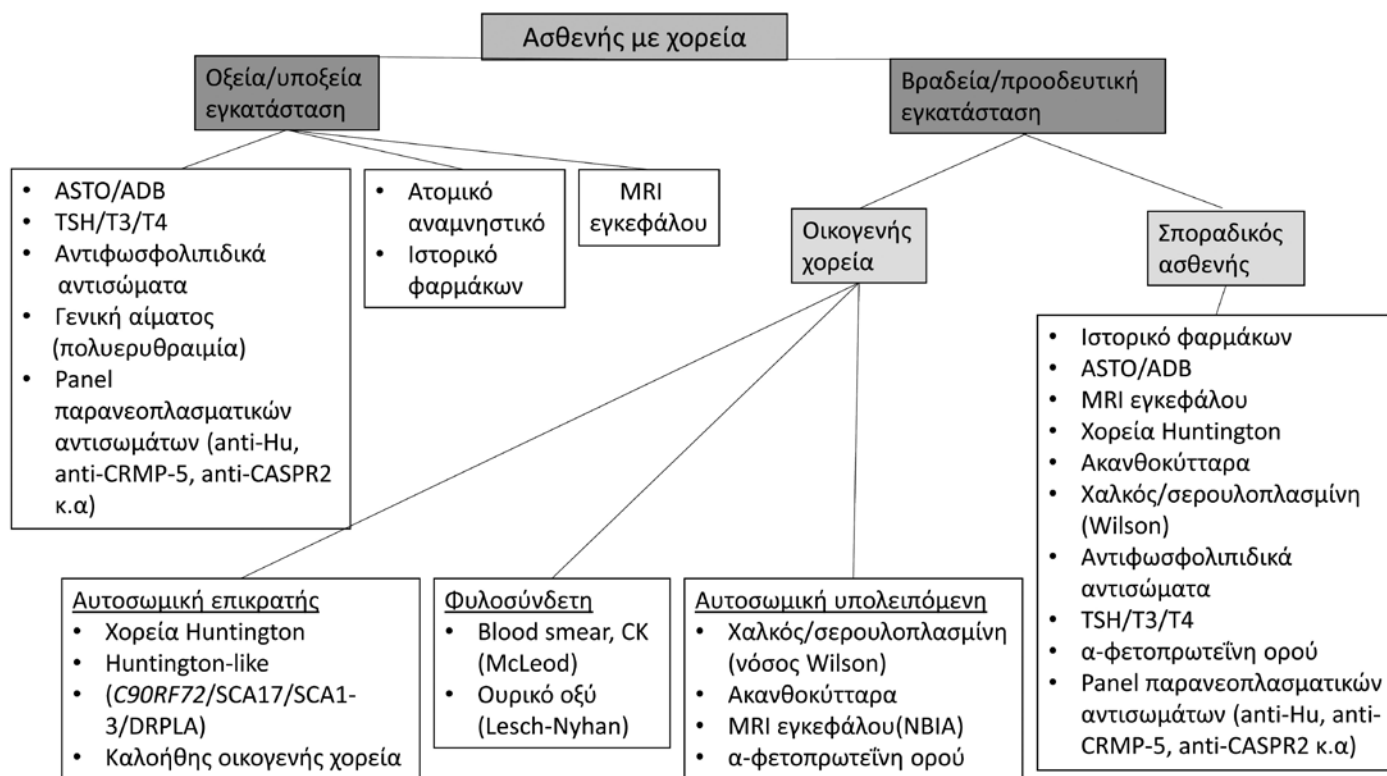 Ασθενής με χορεία
Οξεία/υποξεία
εγκατάσταση
Βραδεία/προοδευτική
εγκατάσταση
• ASTO/ADB
• TSH/T3/T4
• Αντιφωσφολιπιδικά
αντισώματα
• Γενική αίματος
(πολυερυθραιμία)
• Panel
παρανεοπλασματικών
αντισωμάτων (anti-Hu,
anti-CRMP-5, anti-CASPR2
κ.α)
• Ατομικό
αναμνηστικό
• Ιστορικό
φαρμάκων
MRI
εγκεφάλου
Οικογενής
χορεία
Σποραδικός
ασθενής
Αυτοσωμική επικρατής
• Χορεία Huntington
• Huntington-like
• (C90RF72/SCA17/SCA1-
3/DRPLA)
• Καλοήθης οικογενής χορεία
Φυλοσύνδετη
• Blood smear, CK
(McLeod)
• Ουρικό οξύ
(Lesch-Nyhan)
Αυτοσωμική υπολειπόμενη
• Χαλκός/σερουλοπλασμίνη
(νόσος Wilson)
• Ακανθοκύτταρα
• MRI εγκεφάλου(NBIA)
• α-φετοπρωτεΐνη ορού
• Ιστορικό φαρμάκων
• ASTO/ADB
• MRI εγκεφάλου
• Χορεία Huntington
• Ακανθοκύτταρα
• Χαλκός/σερουλοπλασμίνη
(Wilson)
• Αντιφωσφολιπιδικά
αντισώματα
• TSH/T3/T4
• α-φετοπρωτεΐνη ορού
• Panel παρανεοπλασματικών
αντισωμάτων (anti-Hu, anti-
CRMP-5, anti-CASPR2 κ.α)